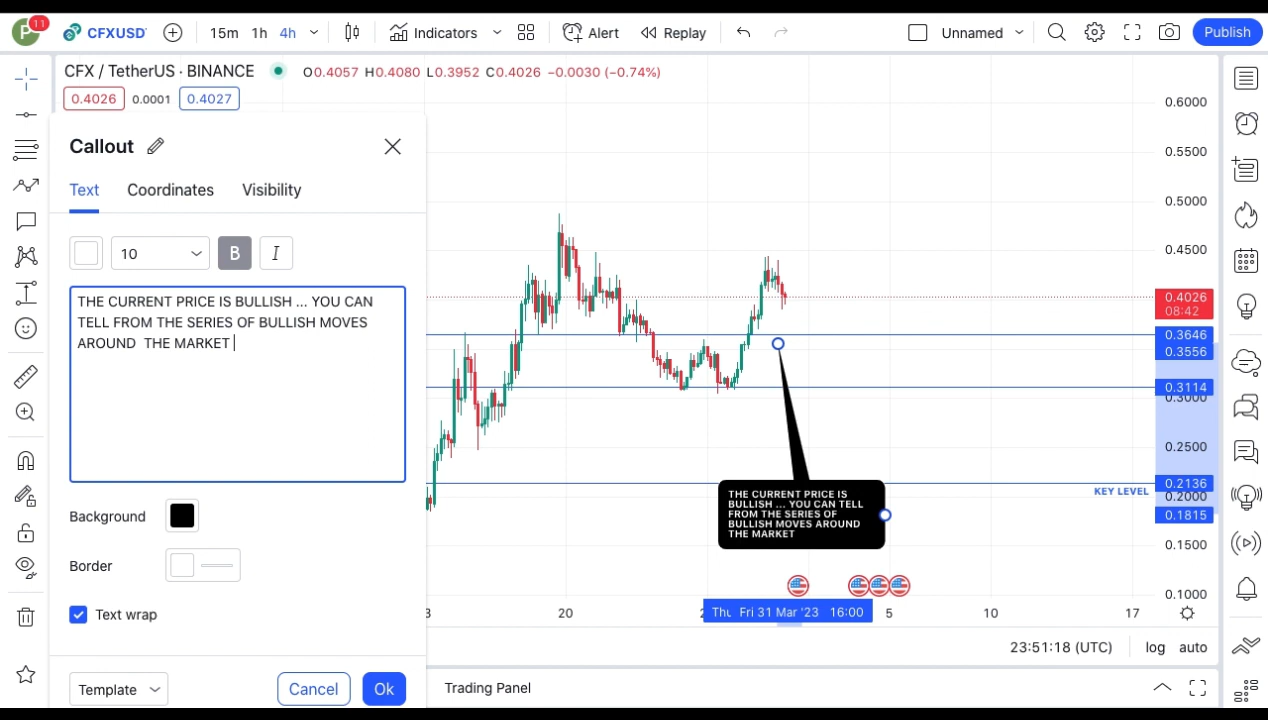 P 11 CFXUSD 15m 1h 4h Indicators Alert Replay Unnamed Publish
CFX / TetherUS · BINANCE O0.4057 H0.4080 L0.3952 C0.4026 −0.0030 (−0.74%)
0.4026 0.0001 0.4027
Callout
Text Coordinates Visibility
10 B I
THE CURRENT PRICE IS BULLISH ... YOU CAN
TELL FROM THE SERIES OF BULLISH MOVES
AROUND THE MARKET
Background
Border
Text wrap
Template Cancel Ok
THE CURRENT PRICE IS
BULLISH ... YOU CAN TELL
FROM THE SERIES OF
BULLISH MOVES AROUND
THE MARKET
KEY LEVEL
0.6000
0.5500
0.5000
0.4500
0.4026
08:42
0.3646
0.3556
0.3114
0.3000
0.2500
0.2136
0.2000
0.1815
0.1500
0.1000
20 Thu Fri 31 Mar '23 16:00 5 10 17
23:51:18 (UTC) log auto
Trading Panel